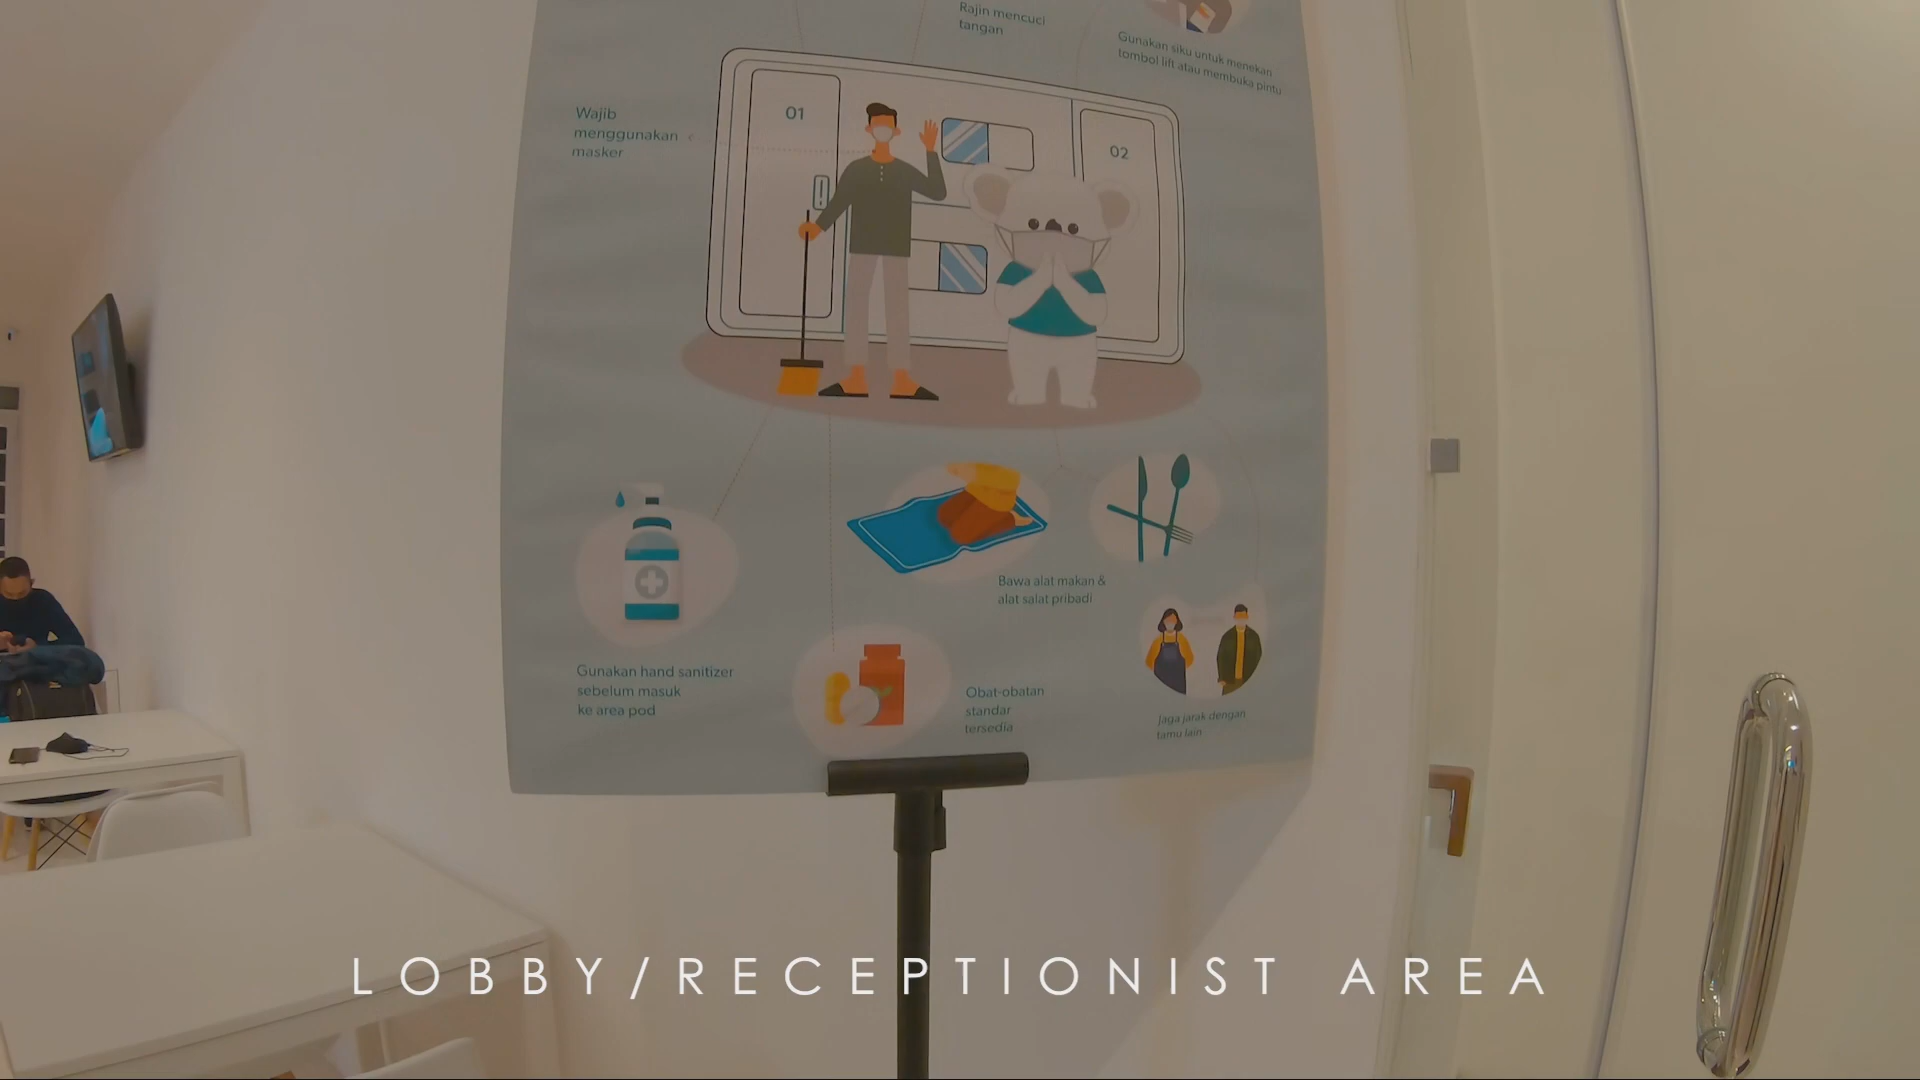 Rajin mencuci
tangan
Gunakan siku untuk menekan
tombol lift atau membuka pintu
Wajib
menggunakan
masker
01
02
Bawa alat makan &
alat salat pribadi
Gunakan hand sanitizer
sebelum masuk
ke area pod
Obat-obatan
standar
tersedia
Jaga jarak dengan
tamu lain
LOBBY/RECEPTIONIST AREA